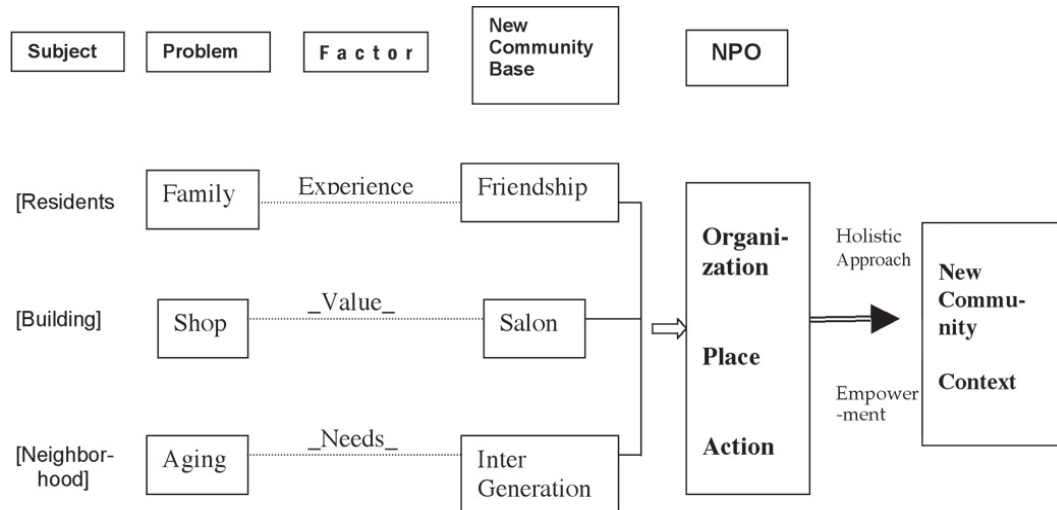 Subject
Problem
Factor
New
Community
Base
NPO
[Residents
Family
Experience
Friendship
[Building]
Shop
_Value_
Salon
[Neighbor-
hood]
Aging
_Needs_
Inter
Generation
Organi-
zation
Place
Action
Holistic
Approach
Empower
-ment
New
Commu-
nity
Context